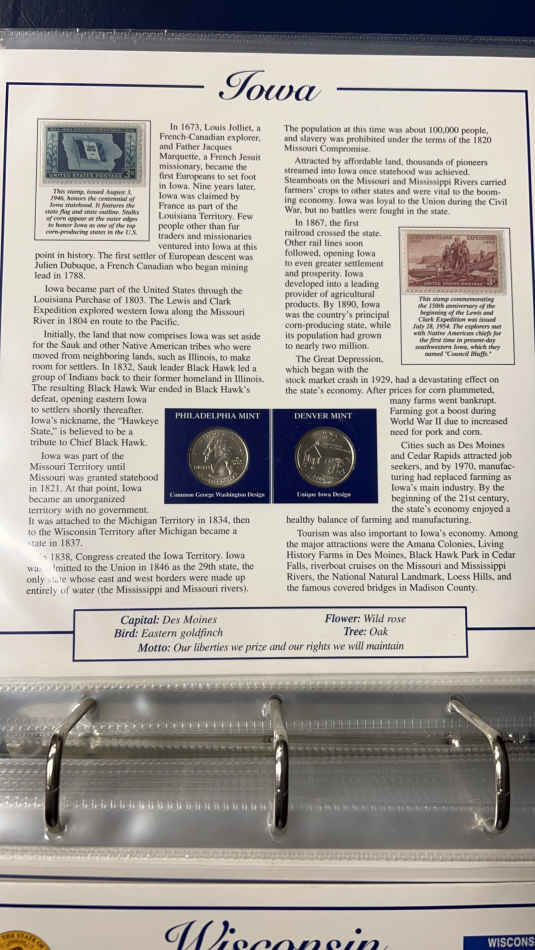 Iowa
UNITED STATES POSTAGE
3¢
This stamp, issued August 3,
1946, honors the centennial of
Iowa statehood. It features the
state flag and state outline. Stalks
of corn appear at the outer edges
to honor Iowa as one of the top
corn-producing states in the U.S.
In 1673, Louis Jolliet, a
French-Canadian explorer,
and Father Jacques
Marquette, a French Jesuit
missionary, became the
first Europeans to set foot
in Iowa. Nine years later,
Iowa was claimed by
France as part of the
Louisiana Territory. Few
people other than fur
traders and missionaries
ventured into Iowa at this
point in history. The first settler of European descent was
Julien Dubuque, a French Canadian who began mining
lead in 1788.
Iowa became part of the United States through the
Louisiana Purchase of 1803. The Lewis and Clark
Expedition explored western Iowa along the Missouri
River in 1804 en route to the Pacific.
Initially, the land that now comprises Iowa was set aside
for the Sauk and other Native American tribes who were
moved from neighboring lands, such as Illinois, to make
room for settlers. In 1832, Sauk leader Black Hawk led a
group of Indians back to their former homeland in Illinois.
The resulting Black Hawk War ended in Black Hawk's
defeat, opening eastern Iowa
to settlers shortly thereafter.
Iowa's nickname, the "Hawkeye
State," is believed to be a
tribute to Chief Black Hawk.
Iowa was part of the
Missouri Territory until
Missouri was granted statehood
in 1821. At that point, Iowa
became an unorganized
territory with no government.
It was attached to the Michigan Territory in 1834, then
to the Wisconsin Territory after Michigan became a
state in 1837.
1838, Congress created the Iowa Territory. Iowa
was admitted to the Union in 1846 as the 29th state, the
only state whose east and west borders were made up
entirely of water (the Mississippi and Missouri rivers).
The population at this time was about 100,000 people,
and slavery was prohibited under the terms of the 1820
Missouri Compromise.
Attracted by affordable land, thousands of pioneers
streamed into Iowa once statehood was achieved.
Steamboats on the Missouri and Mississippi Rivers carried
farmers' crops to other states and were vital to the boom-
ing economy. Iowa was loyal to the Union during the Civil
War, but no battles were fought in the state.
In 1867, the first
railroad crossed the state.
Other rail lines soon
followed, opening Iowa
to even greater settlement
and prosperity. Iowa
developed into a leading
provider of agricultural
products. By 1890, Iowa
was the country's principal
corn-producing state, while
its population had grown
to nearly two million.
The Great Depression,
which began with the
stock market crash in 1929, had a devastating effect on
the state's economy. After prices for corn plummeted,
many farms went bankrupt.
Farming got a boost during
World War II due to increased
need for pork and corn.
Cities such as Des Moines
and Cedar Rapids attracted job
seekers, and by 1970, manufac-
turing had replaced farming as
Iowa's main industry. By the
beginning of the 21st century,
the state's economy enjoyed a
healthy balance of farming and manufacturing.
Tourism was also important to Iowa's economy. Among
the major attractions were the Amana Colonies, Living
History Farms in Des Moines, Black Hawk Park in Cedar
Falls, riverboat cruises on the Missouri and Mississippi
Rivers, the National Natural Landmark, Loess Hills, and
the famous covered bridges in Madison County.
This stamp commemorating
the 150th anniversary of the
beginning of the Lewis and
Clark Expedition was issued
July 28, 1954. The explorers met
with Native American chiefs for
the first time in present-day
southwestern Iowa, which they
named "Council Bluffs."
PHILADELPHIA MINT
Common George Washington Design
DENVER MINT
Unique Iowa Design
Capital: Des Moines
Flower: Wild rose
Bird: Eastern goldfinch
Tree: Oak
Motto: Our liberties we prize and our rights we will maintain
THE STATE OF
Wisconsin
WISCONS